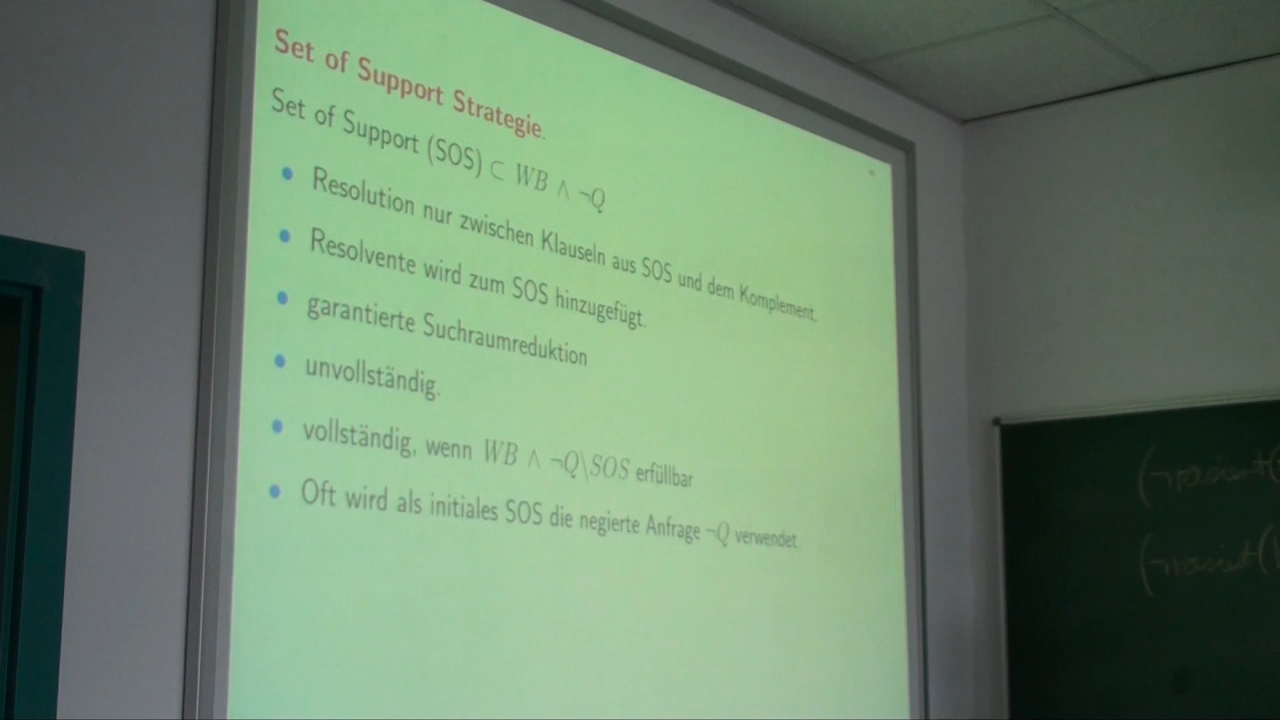 Set of Support Strategie.
Set of Support (SOS) ⊂ WB ∧ ¬Q
• Resolution nur zwischen Klauseln aus SOS und dem Komplement.
• Resolvente wird zum SOS hinzugefügt.
• garantierte Suchraumreduktion
• unvollständig.
• vollständig, wenn WB ∧ ¬Q\SOS erfüllbar
• Oft wird als initiales SOS die negierte Anfrage ¬Q verwendet.